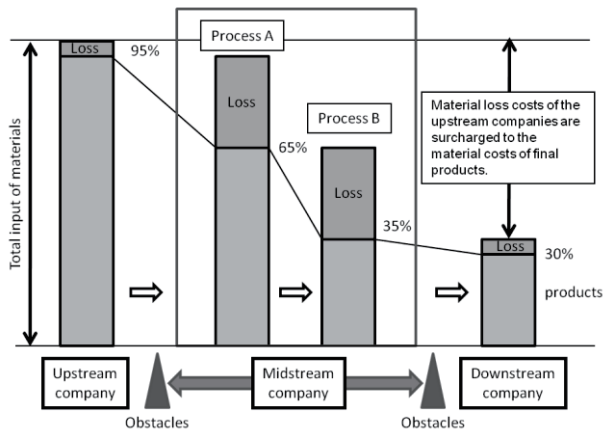 Total input of materials
Loss
95%
Process A
Loss
65%
Process B
Loss
35%
Material loss costs of the
upstream companies are
surcharged to the
material costs of final
products.
Loss
30%
products
Upstream
company
Midstream
company
Downstream
company
Obstacles
Obstacles